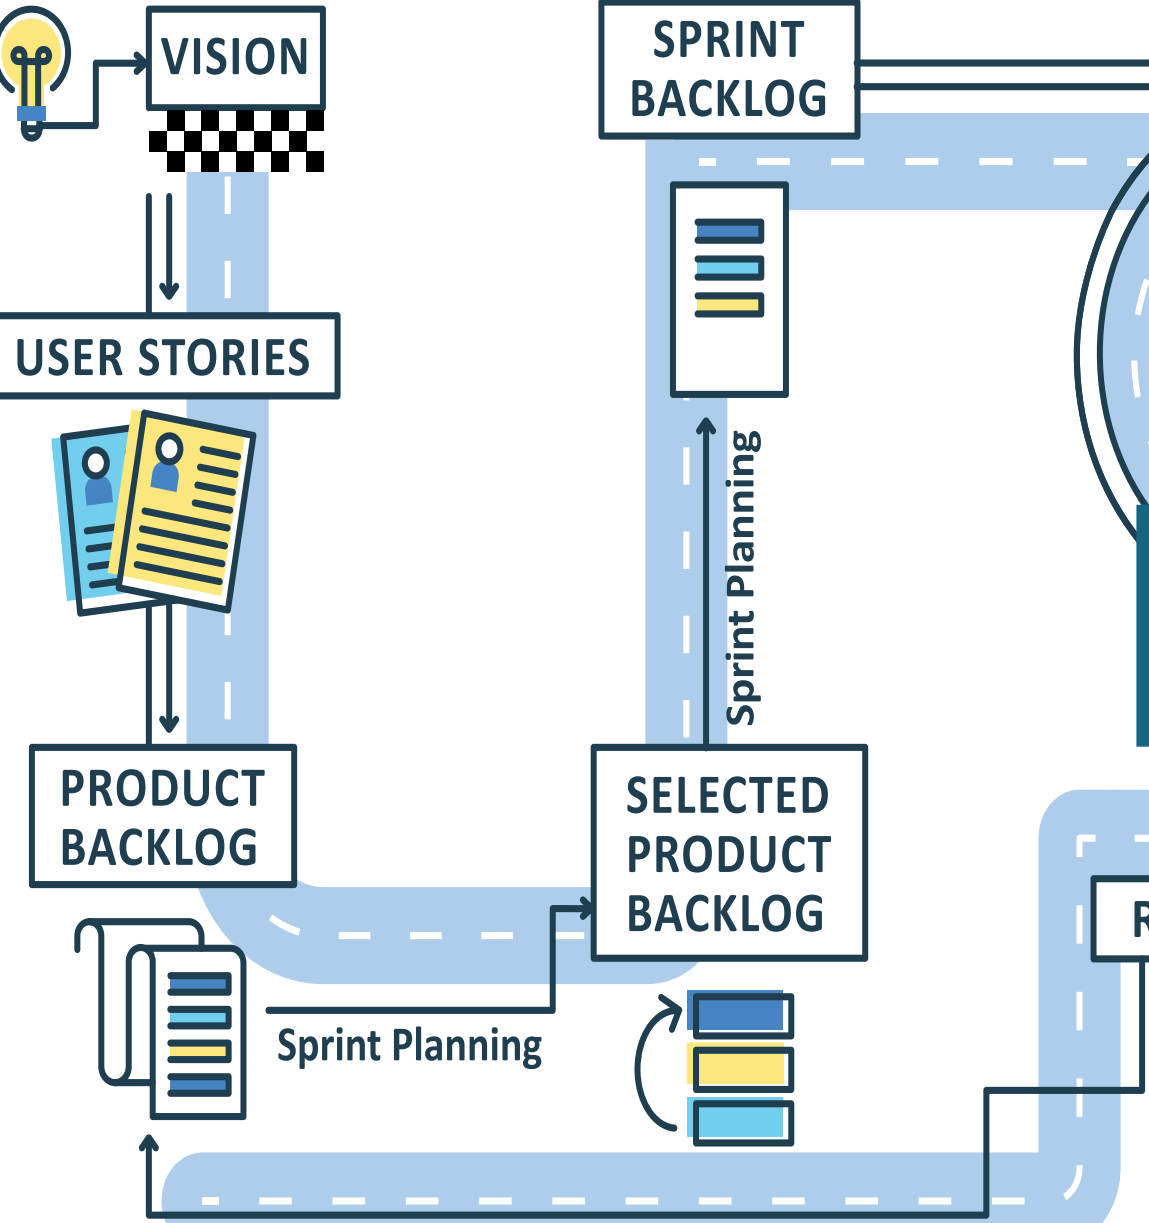 VISION
SPRINT
BACKLOG
USER STORIES
Sprint Planning
PRODUCT
BACKLOG
SELECTED
PRODUCT
BACKLOG
Sprint Planning